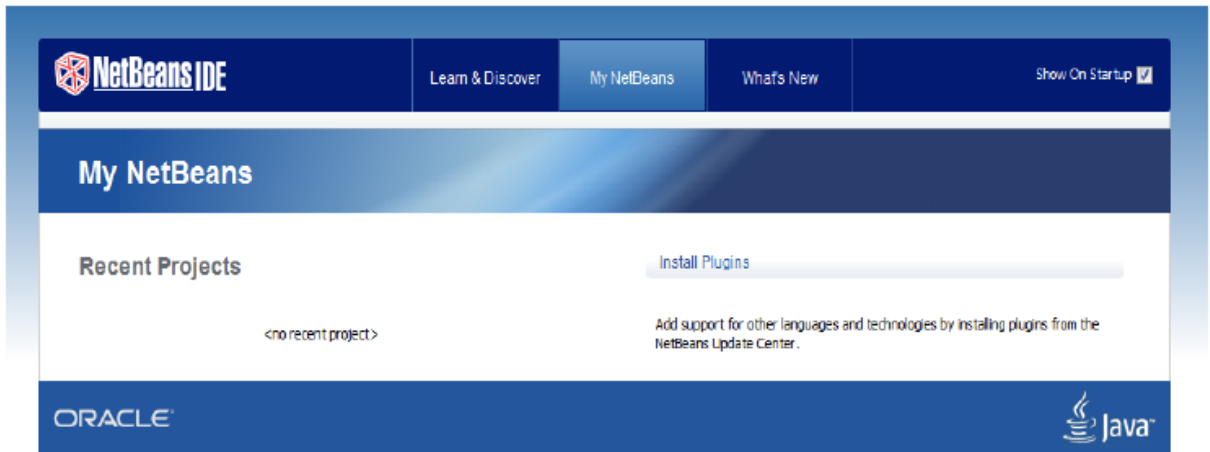 NetBeans IDE
Learn & Discover
My NetBeans
What's New
Show On Startup
My NetBeans
Recent Projects
<no recent project>
Install Plugins
Add support for other languages and technologies by installing plugins from the
NetBeans Update Center.
ORACLE
Java™